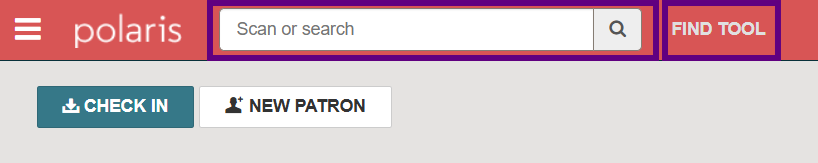 polaris Scan or search FIND TOOL
CHECK IN NEW PATRON